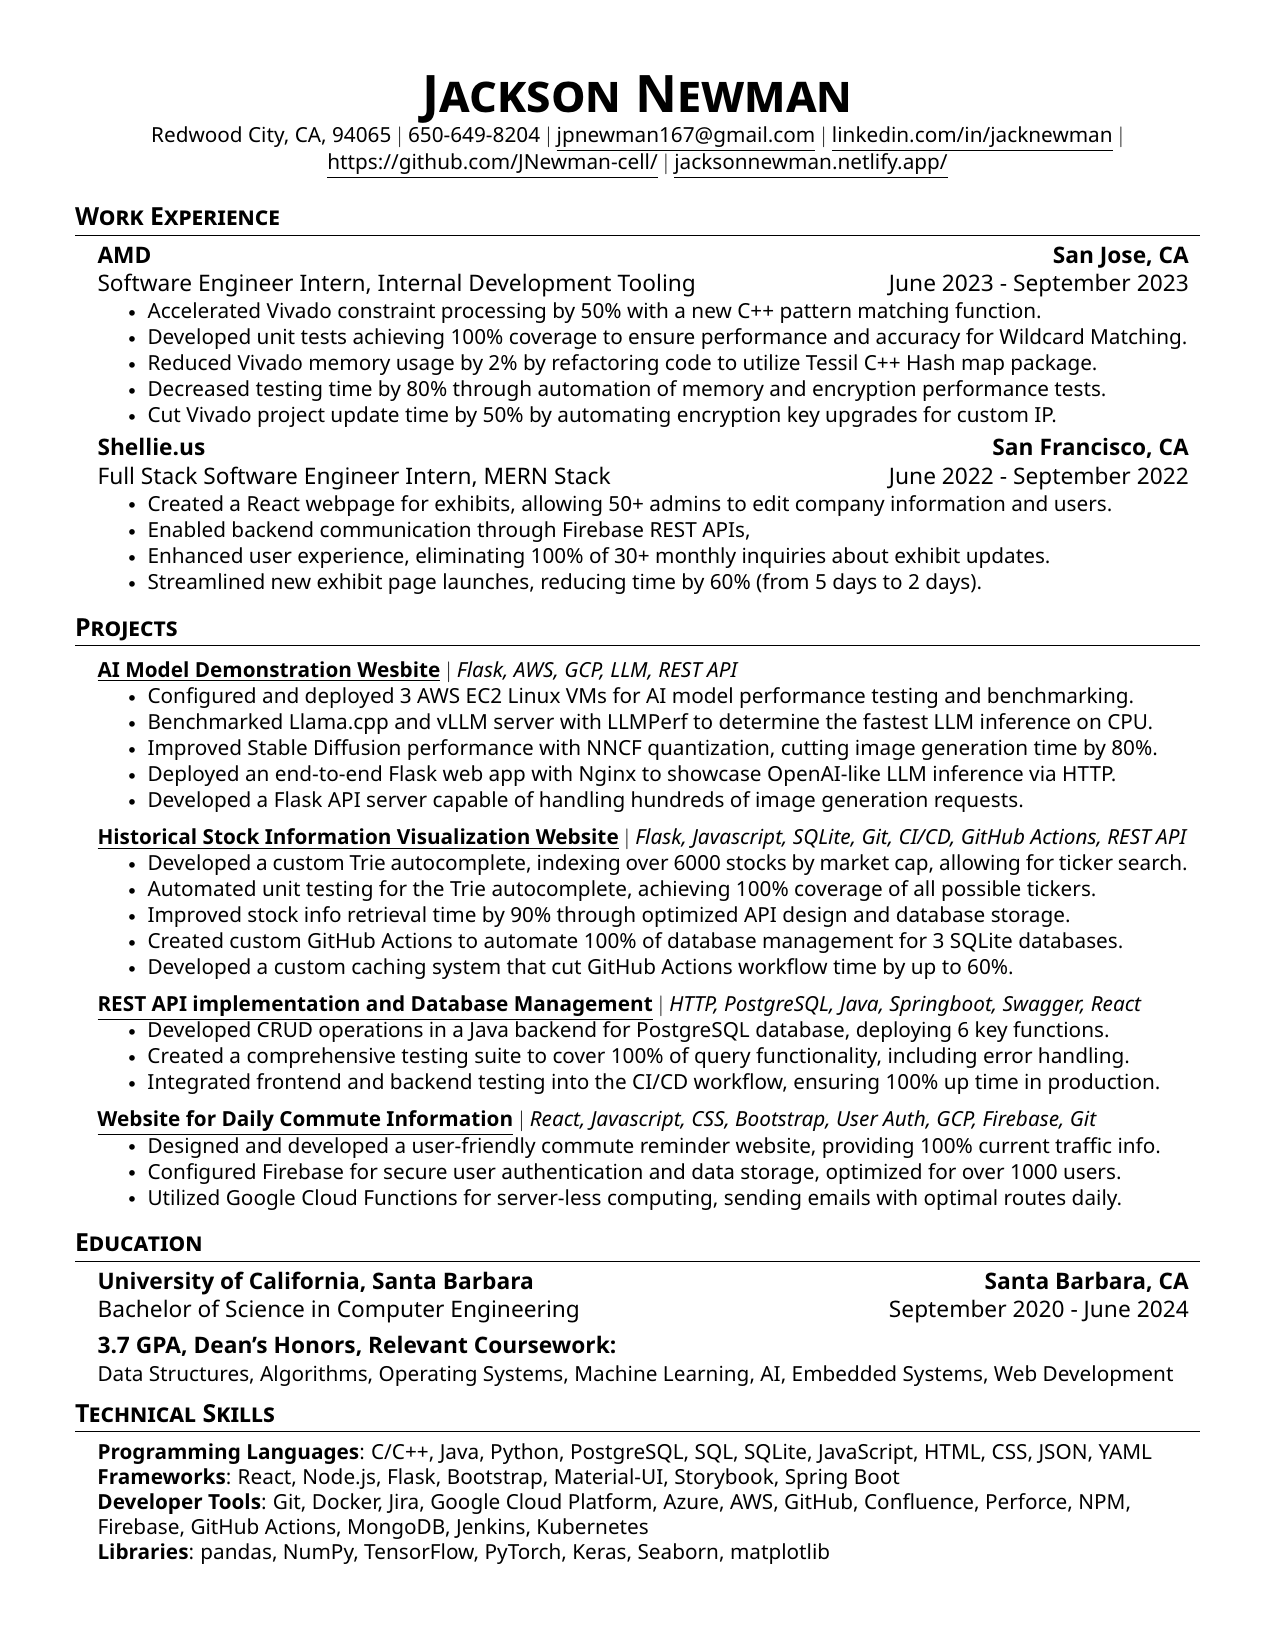 Jackson Newman
Redwood City, CA, 94065 | 650-649-8204 | jpnewman167@gmail.com | linkedin.com/in/jacknewman |
https://github.com/JNewman-cell/ | jacksonnewman.netlify.app/
Work Experience
AMD San Jose, CA
Software Engineer Intern, Internal Development Tooling June 2023 - September 2023
• Accelerated Vivado constraint processing by 50% with a new C++ pattern matching function.
• Developed unit tests achieving 100% coverage to ensure performance and accuracy for Wildcard Matching.
• Reduced Vivado memory usage by 2% by refactoring code to utilize Tessil C++ Hash map package.
• Decreased testing time by 80% through automation of memory and encryption performance tests.
• Cut Vivado project update time by 50% by automating encryption key upgrades for custom IP.
Shellie.us San Francisco, CA
Full Stack Software Engineer Intern, MERN Stack June 2022 - September 2022
• Created a React webpage for exhibits, allowing 50+ admins to edit company information and users.
• Enabled backend communication through Firebase REST APIs,
• Enhanced user experience, eliminating 100% of 30+ monthly inquiries about exhibit updates.
• Streamlined new exhibit page launches, reducing time by 60% (from 5 days to 2 days).
Projects
AI Model Demonstration Wesbite | Flask, AWS, GCP, LLM, REST API
• Configured and deployed 3 AWS EC2 Linux VMs for AI model performance testing and benchmarking.
• Benchmarked Llama.cpp and vLLM server with LLMPerf to determine the fastest LLM inference on CPU.
• Improved Stable Diffusion performance with NNCF quantization, cutting image generation time by 80%.
• Deployed an end-to-end Flask web app with Nginx to showcase OpenAI-like LLM inference via HTTP.
• Developed a Flask API server capable of handling hundreds of image generation requests.
Historical Stock Information Visualization Website | Flask, Javascript, SQLite, Git, CI/CD, GitHub Actions, REST API
• Developed a custom Trie autocomplete, indexing over 6000 stocks by market cap, allowing for ticker search.
• Automated unit testing for the Trie autocomplete, achieving 100% coverage of all possible tickers.
• Improved stock info retrieval time by 90% through optimized API design and database storage.
• Created custom GitHub Actions to automate 100% of database management for 3 SQLite databases.
• Developed a custom caching system that cut GitHub Actions workflow time by up to 60%.
REST API implementation and Database Management | HTTP, PostgreSQL, Java, Springboot, Swagger, React
• Developed CRUD operations in a Java backend for PostgreSQL database, deploying 6 key functions.
• Created a comprehensive testing suite to cover 100% of query functionality, including error handling.
• Integrated frontend and backend testing into the CI/CD workflow, ensuring 100% up time in production.
Website for Daily Commute Information | React, Javascript, CSS, Bootstrap, User Auth, GCP, Firebase, Git
• Designed and developed a user-friendly commute reminder website, providing 100% current traffic info.
• Configured Firebase for secure user authentication and data storage, optimized for over 1000 users.
• Utilized Google Cloud Functions for server-less computing, sending emails with optimal routes daily.
Education
University of California, Santa Barbara Santa Barbara, CA
Bachelor of Science in Computer Engineering September 2020 - June 2024
3.7 GPA, Dean’s Honors, Relevant Coursework:
Data Structures, Algorithms, Operating Systems, Machine Learning, AI, Embedded Systems, Web Development
Technical Skills
Programming Languages: C/C++, Java, Python, PostgreSQL, SQL, SQLite, JavaScript, HTML, CSS, JSON, YAML
Frameworks: React, Node.js, Flask, Bootstrap, Material-UI, Storybook, Spring Boot
Developer Tools: Git, Docker, Jira, Google Cloud Platform, Azure, AWS, GitHub, Confluence, Perforce, NPM,
Firebase, GitHub Actions, MongoDB, Jenkins, Kubernetes
Libraries: pandas, NumPy, TensorFlow, PyTorch, Keras, Seaborn, matplotlib